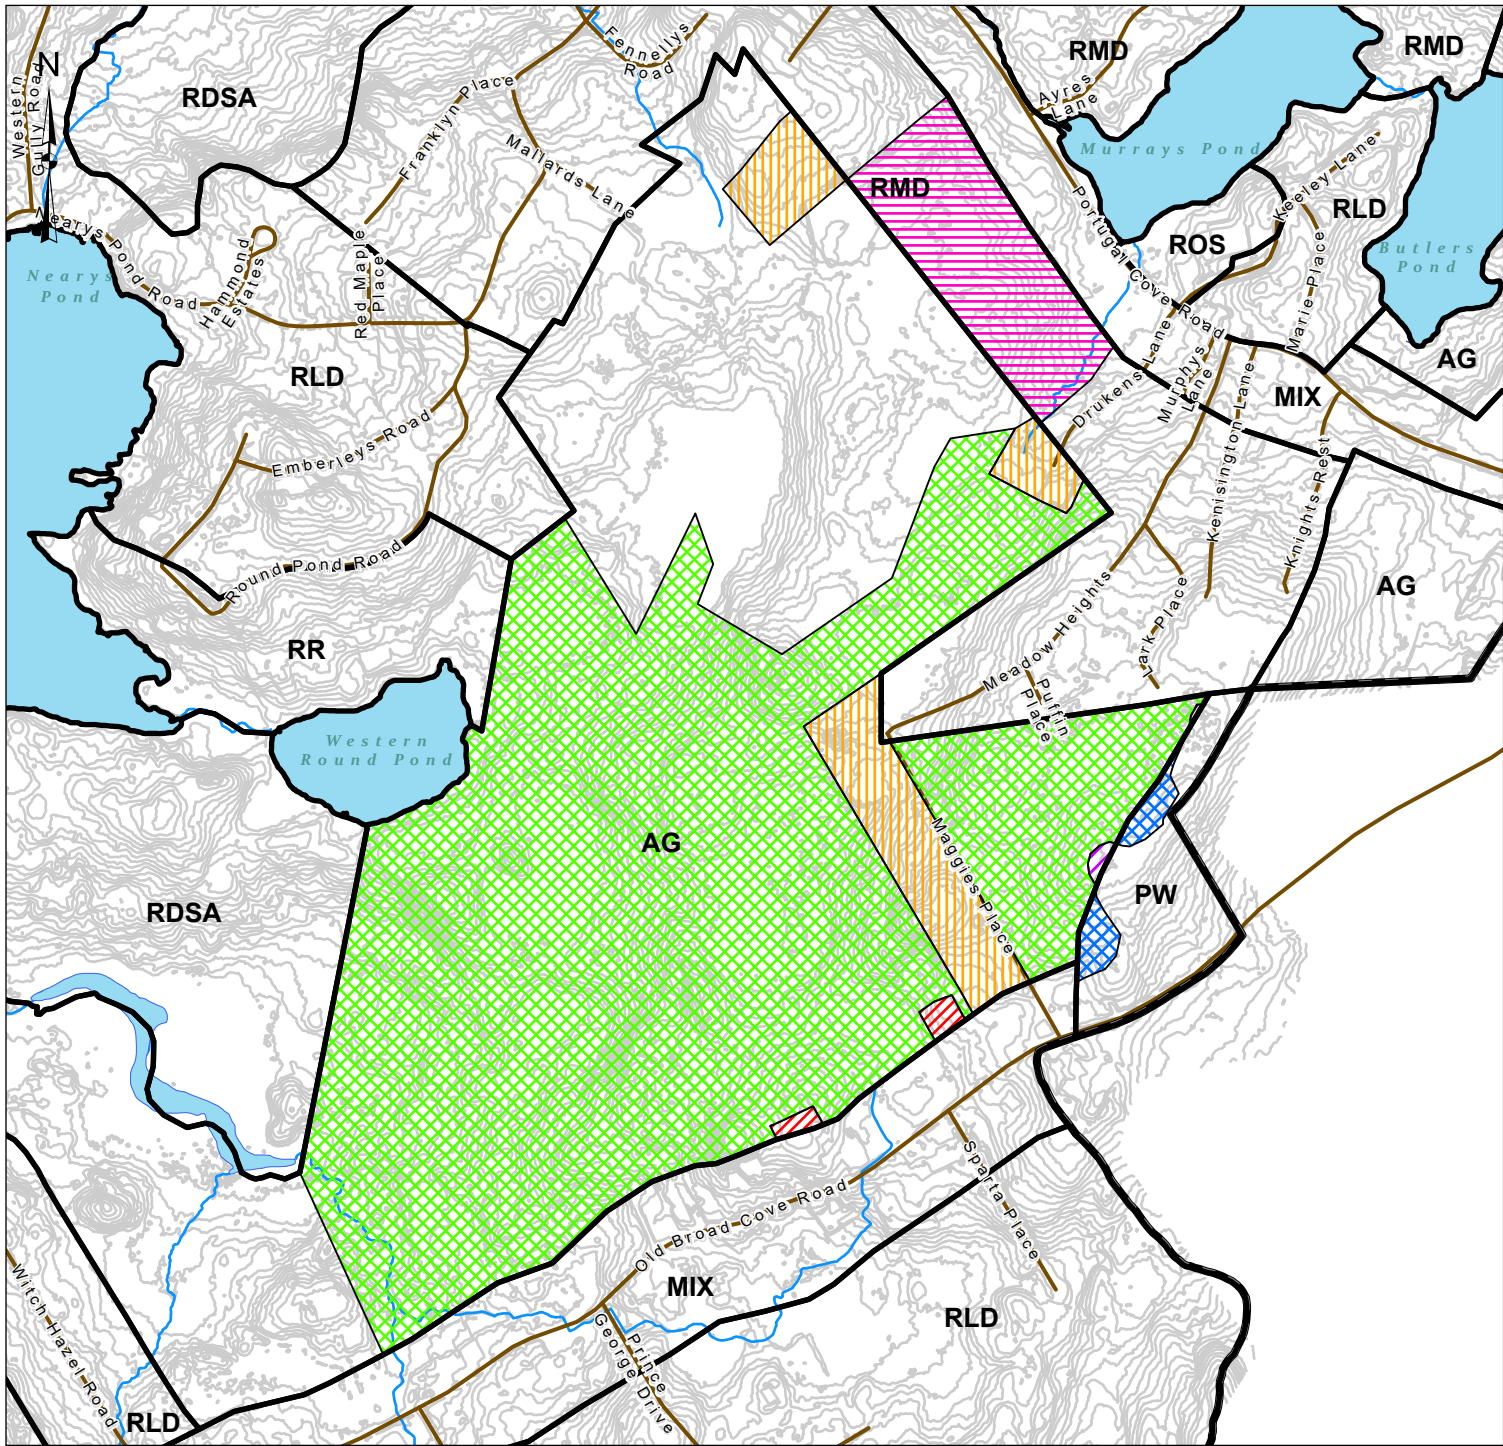 N
Western
Gully Road
RDSA
Fennellys
Road
Franklyn Place
Mallards Lane
RMD
RMD
Ayres
Lane
Murrays Pond
RMD
Keeley Lane
RLD
ROS
Butlers
Pond
Portugal Cove Road
Marie Place
Nearys Pond Road
Nearys
Pond
Hammond
Estates
Red Maple
Place
RLD
Emberleys Road
Round Pond Road
RR
Drukens Lane
Murphys
Lane
Kenisington Lane
MIX
AG
Knights Rest
AG
Meadow Heights
Lark Place
Puffin
Place
Western
Round Pond
AG
Maggies Place
PW
RDSA
Old Broad Cove Road
Sparta Place
MIX
RLD
Prince
George Drive
Witch Hazel Road
RLD